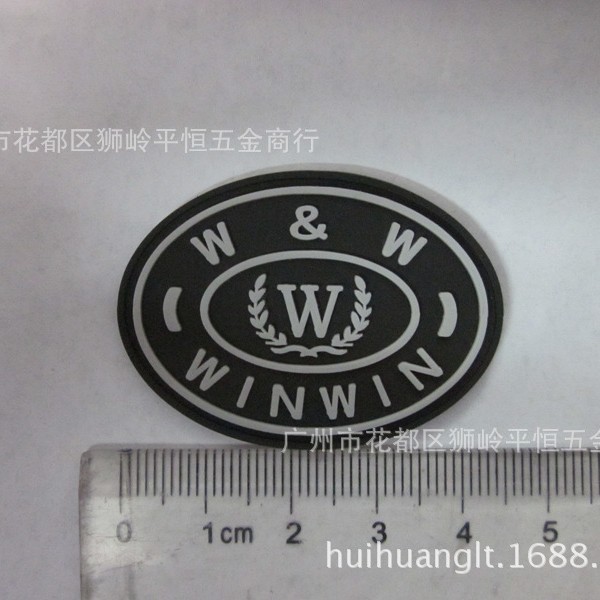 市花都区狮岭平恒五金商行
W & W
W
WINWIN
广州市花都区狮岭平恒五金
0 1cm 2 3 4 5
huihuanglt.1688.